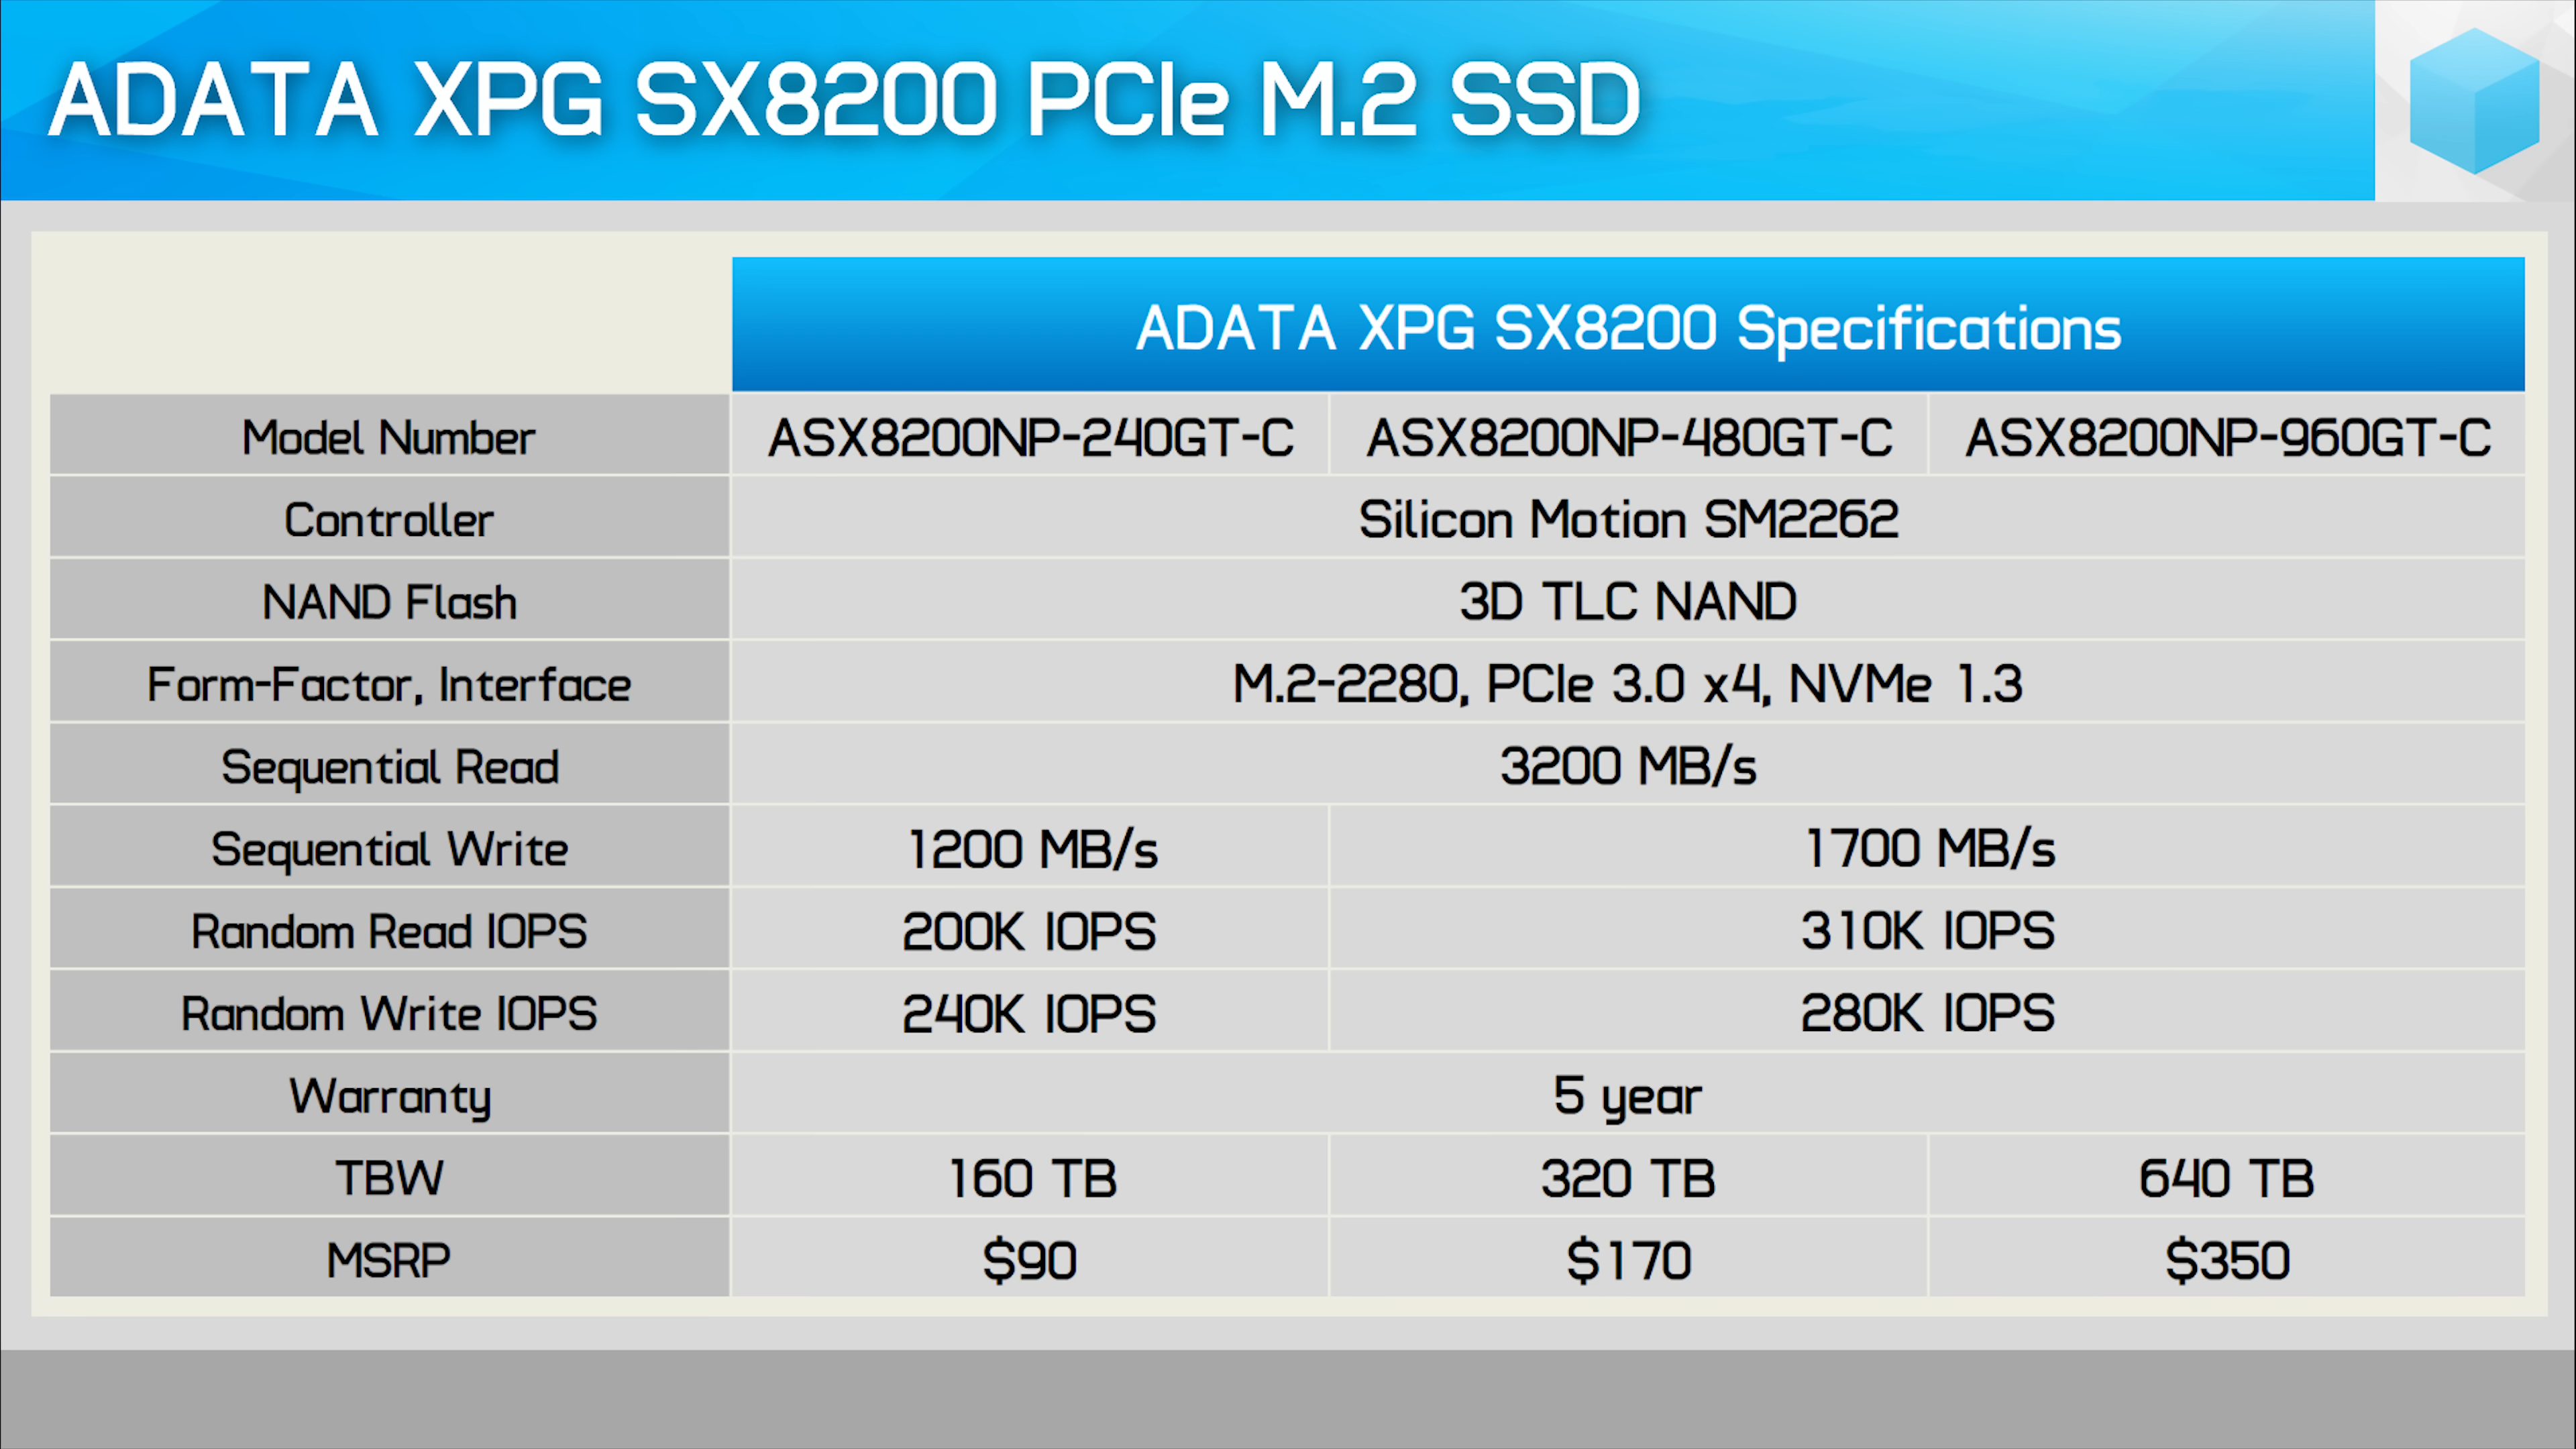 ADATA XPG SX8200 PCIe M.2 SSD
ADATA XPG SX8200 Specifications
Model Number ASX8200NP-240GT-C ASX8200NP-480GT-C ASX8200NP-960GT-C
Controller Silicon Motion SM2262
NAND Flash 3D TLC NAND
Form-Factor, Interface M.2-2280, PCIe 3.0 x4, NVMe 1.3
Sequential Read 3200 MB/s
Sequential Write 1200 MB/s 1700 MB/s
Random Read IOPS 200K IOPS 310K IOPS
Random Write IOPS 240K IOPS 280K IOPS
Warranty 5 year
TBW 160 TB 320 TB 640 TB
MSRP $90 $170 $350